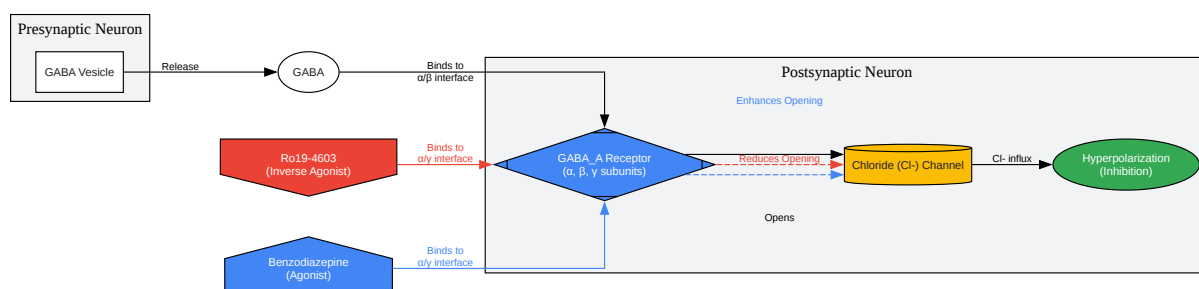 Presynaptic Neuron
GABA Vesicle
Release
GABA
Binds to
α/β interface
Postsynaptic Neuron
Enhances Opening
Ro19-4603
(Inverse Agonist)
Binds to
α/γ interface
GABA_A Receptor
(α, β, γ subunits)
Reduces Opening
Chloride (Cl-) Channel
Cl- influx
Hyperpolarization
(Inhibition)
Opens
Benzodiazepine
(Agonist)
Binds to
α/γ interface